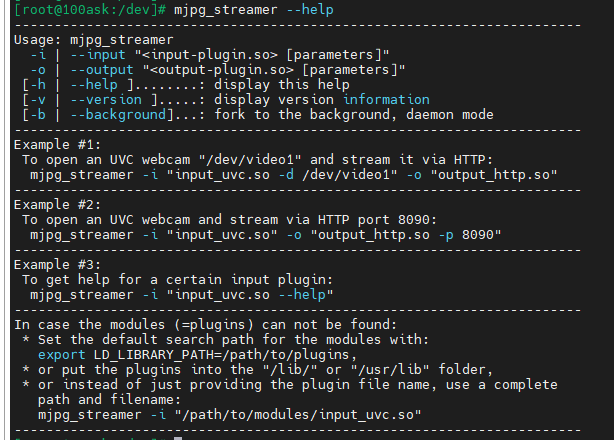 [root@100ask:/dev]# mjpg_streamer --help
-----------------------------------------------------------------------
Usage: mjpg_streamer
  -i | --input "<input-plugin.so> [parameters]"
  -o | --output "<output-plugin.so> [parameters]"
 [-h | --help ]........: display this help
 [-v | --version ].....: display version information
 [-b | --background]...: fork to the background, daemon mode
-----------------------------------------------------------------------
Example #1:
 To open an UVC webcam "/dev/video1" and stream it via HTTP:
  mjpg_streamer -i "input_uvc.so -d /dev/video1" -o "output_http.so"
-----------------------------------------------------------------------
Example #2:
 To open an UVC webcam and stream via HTTP port 8090:
  mjpg_streamer -i "input_uvc.so" -o "output_http.so -p 8090"
-----------------------------------------------------------------------
Example #3:
 To get help for a certain input plugin:
  mjpg_streamer -i "input_uvc.so --help"
-----------------------------------------------------------------------
In case the modules (=plugins) can not be found:
 * Set the default search path for the modules with:
   export LD_LIBRARY_PATH=/path/to/plugins,
 * or put the plugins into the "/lib/" or "/usr/lib" folder,
 * or instead of just providing the plugin file name, use a complete
   path and filename:
   mjpg_streamer -i "/path/to/modules/input_uvc.so"
-----------------------------------------------------------------------